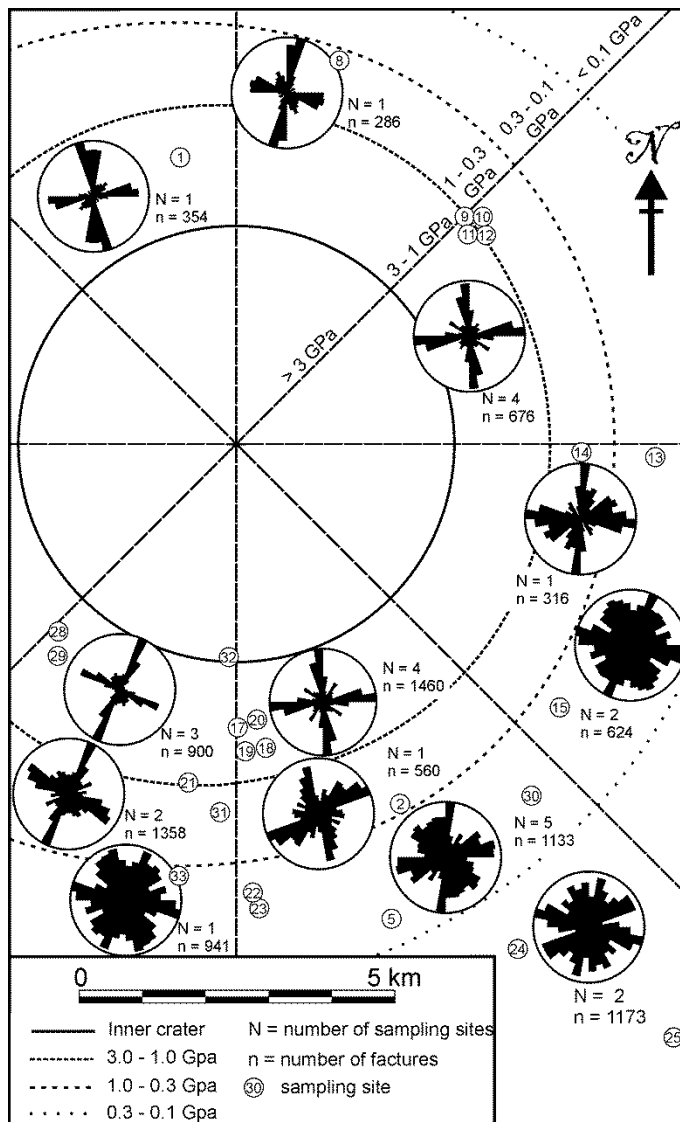 8
N = 1
n = 286
1
N = 1
n = 354
> 3 GPa
3 - 1 GPa
1 - 0.3
GPa
0.3 - 0.1
GPa
< 0.1 GPa
N
9 10
11 12
N = 4
n = 676
14
13
N = 1
n = 316
28
29
32
N = 3
n = 900
N = 4
n = 1460
17 20
19 18
15
N = 2
n = 624
21
N = 1
n = 560
31
N = 2
n = 1358
2
30
N = 5
n = 1133
33
N = 1
n = 941
22
23
5
24
N = 2
n = 1173
25
0 5 km
Inner crater
3.0 - 1.0 Gpa
1.0 - 0.3 Gpa
0.3 - 0.1 Gpa
N = number of sampling sites
n = number of factures
30 sampling site